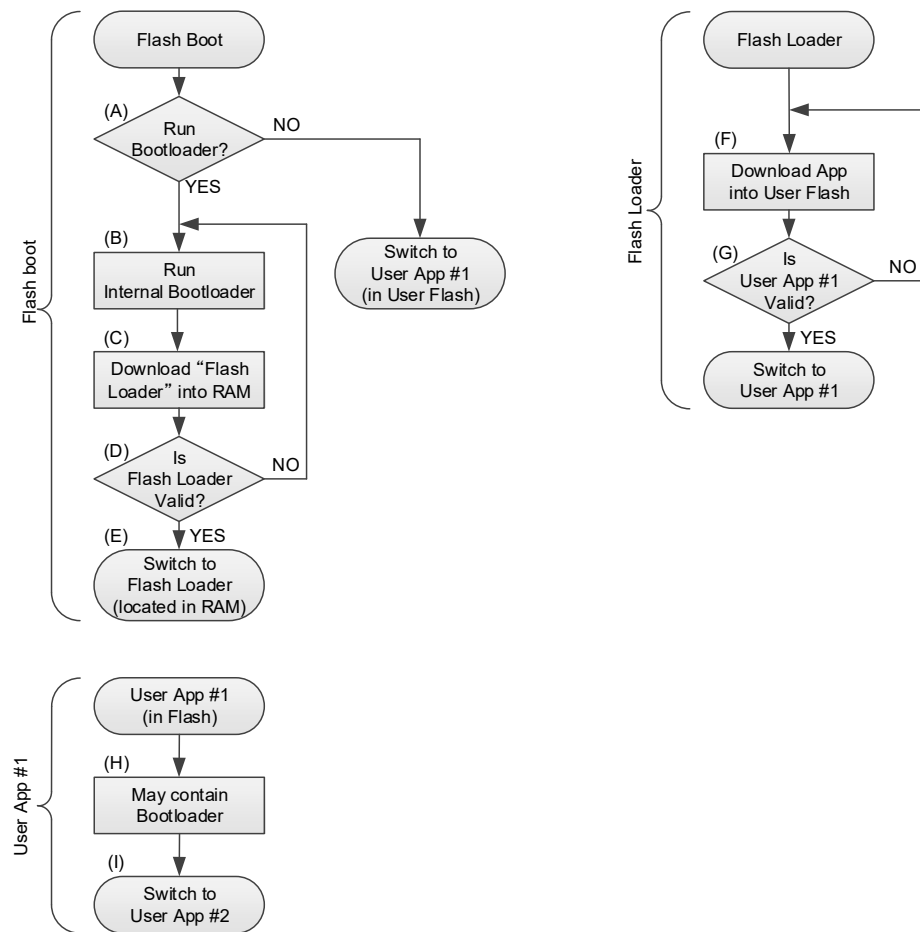 Flash boot
Flash Boot
(A)
Run
Bootloader?
NO
YES
Switch to
User App #1
(in User Flash)
(B)
Run
Internal Bootloader
(C)
Download “Flash
Loader” into RAM
(D)
Is
Flash Loader
Valid?
NO
YES
(E)
Switch to
Flash Loader
(located in RAM)
Flash Loader
Flash Loader
(F)
Download App
into User Flash
(G)
Is
User App #1
Valid?
NO
YES
Switch to
User App #1
User App #1
User App #1
(in Flash)
(H)
May contain
Bootloader
(I)
Switch to
User App #2